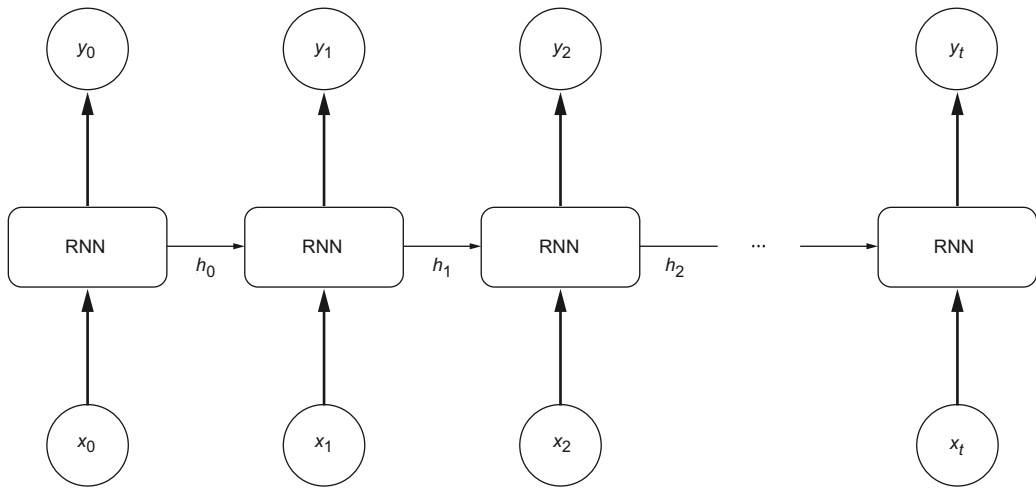 y0 y1 y2 yt
RNN RNN RNN ... RNN
h0 h1 h2
x0 x1 x2 xt